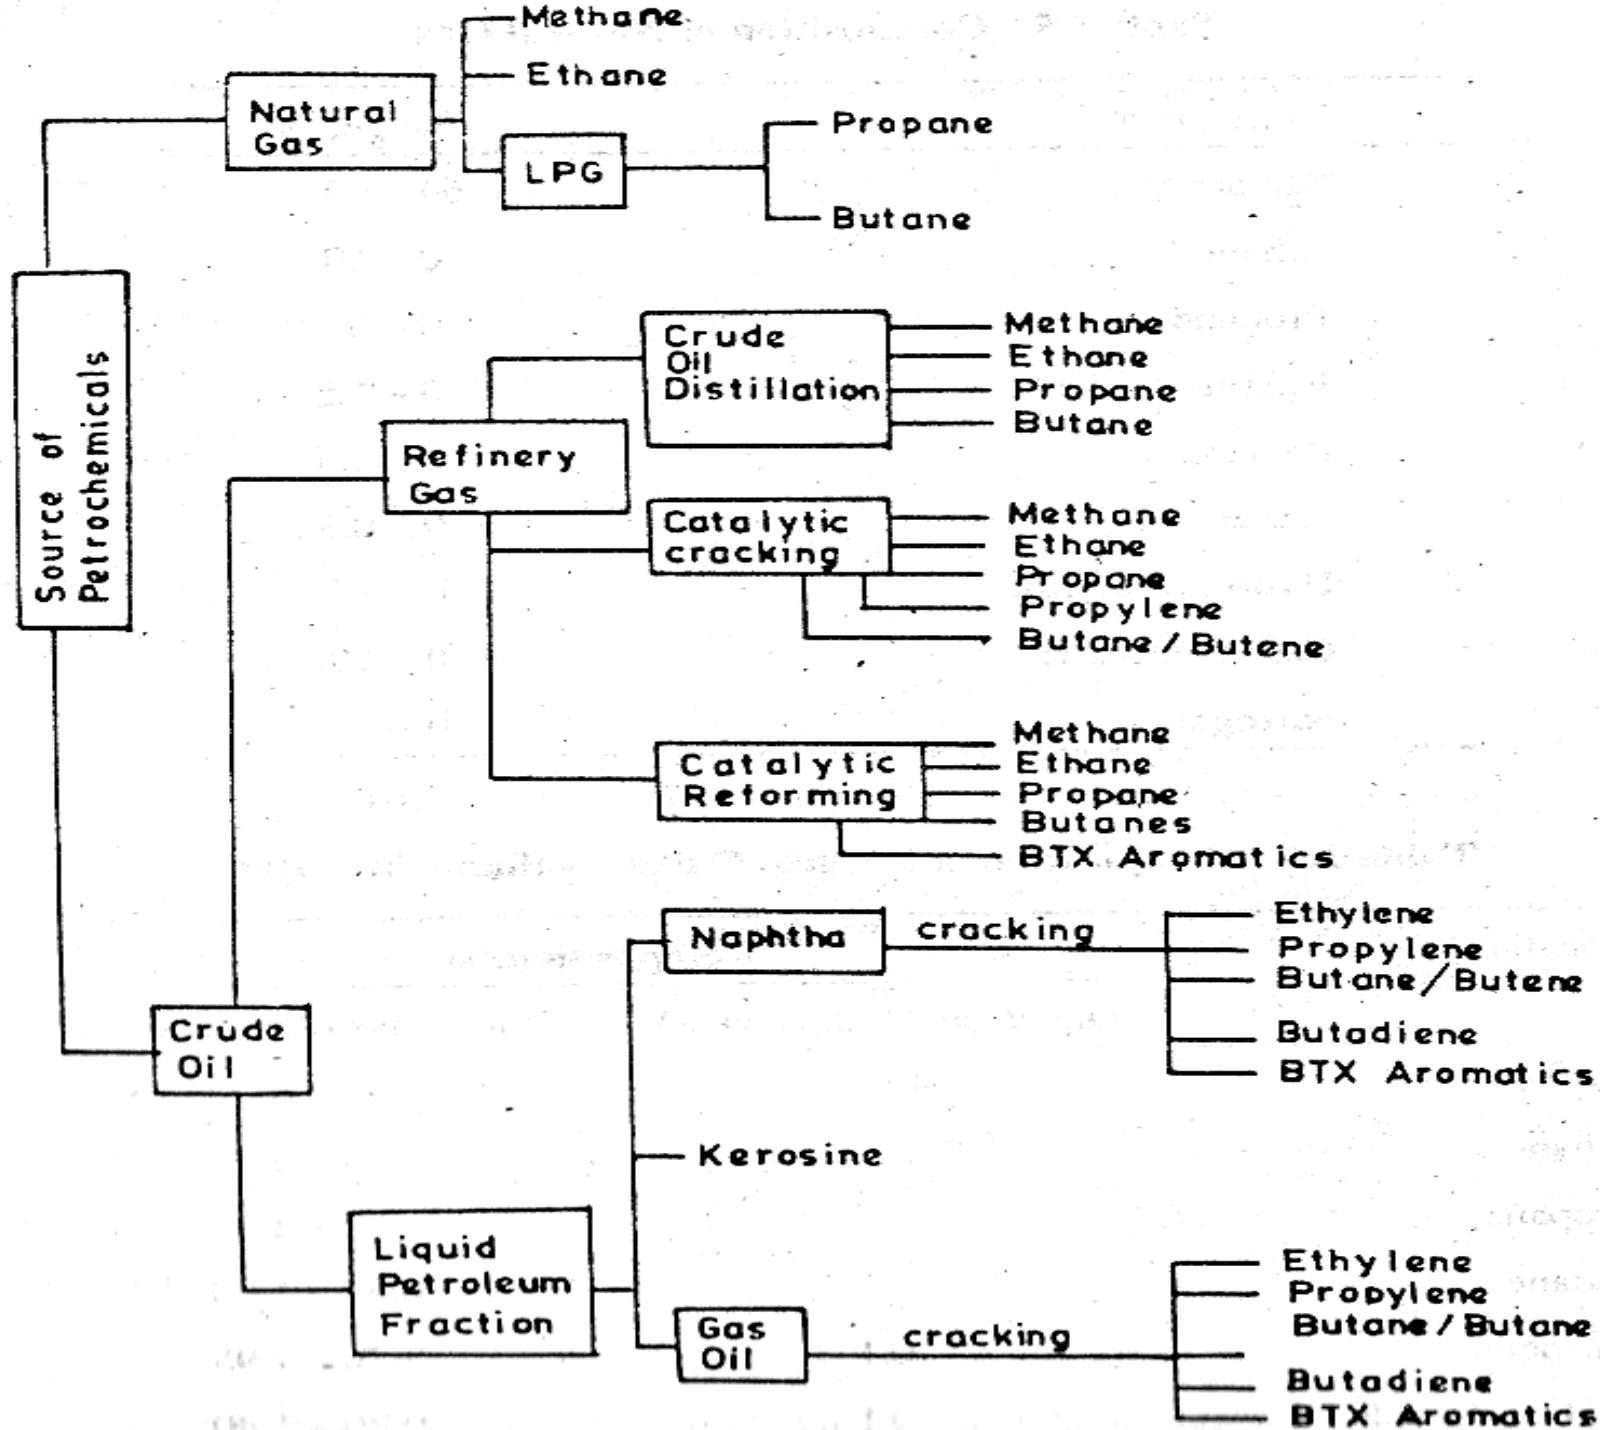 Methane
Ethane
Natural
Gas
LPG
Propane
Butane
Source of
Petrochemicals
Crude
Oil
Distillation
Methane
Ethane
Propane
Butane
Refinery
Gas
Catalytic
cracking
Methane
Ethane
Propane
Propylene
Butane/Butene
Catalytic
Reforming
Methane
Ethane
Propane
Butanes
BTX Aromatics
Naphtha
cracking
Ethylene
Propylene
Butane/Butene
Butadiene
BTX Aromatics
Crude
Oil
Kerosine
Liquid
Petroleum
Fraction
Gas
Oil
cracking
Ethylene
Propylene
Butane/Butane
Butadiene
BTX Aromatics